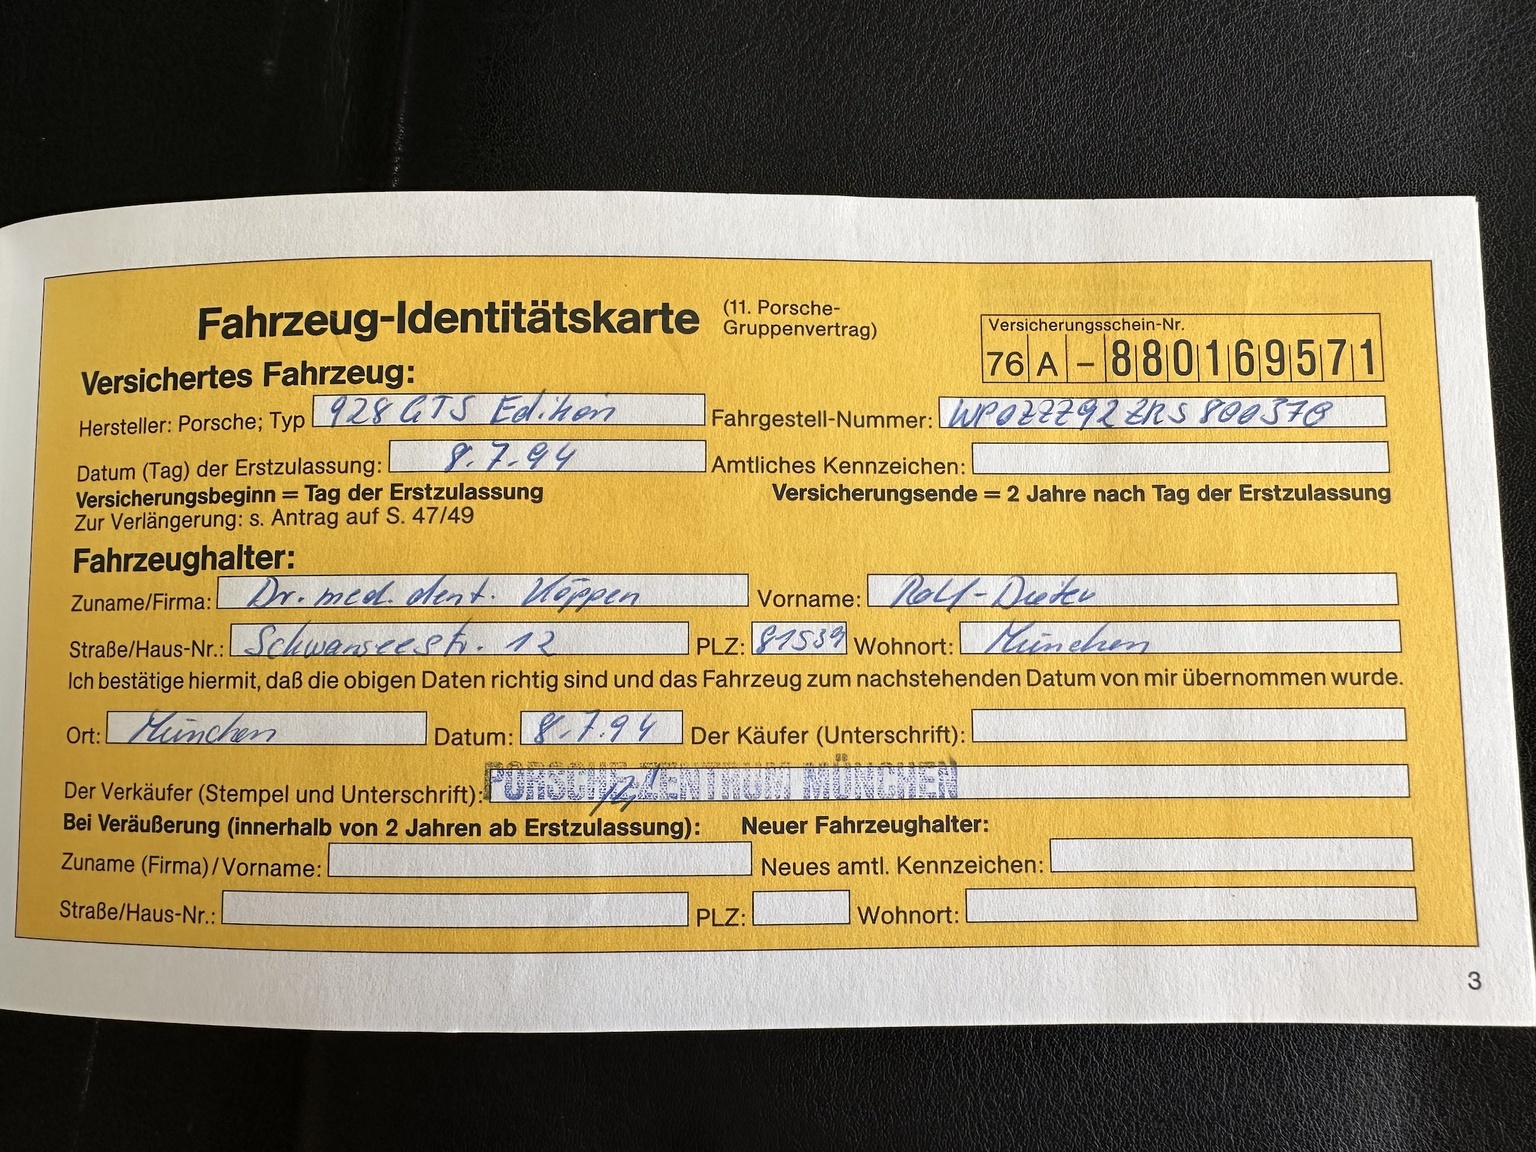 Fahrzeug-Identitätskarte (11. Porsche-Gruppenvertrag)
Versicherungsschein-Nr.
76 A - 880169571
Versichertes Fahrzeug:
Hersteller: Porsche; Typ 928 GTS Edition Fahrgestell-Nummer: WP0ZZZ92ZRS800378
Datum (Tag) der Erstzulassung: 8.7.94 Amtliches Kennzeichen:
Versicherungsbeginn = Tag der Erstzulassung Versicherungsende = 2 Jahre nach Tag der Erstzulassung
Zur Verlängerung: s. Antrag auf S. 47/49
Fahrzeughalter:
Zuname/Firma: Dr. med. dent. Köppen Vorname: Rolf-Dieter
Straße/Haus-Nr.: Schwanseestr. 12 PLZ: 81539 Wohnort: München
Ich bestätige hiermit, daß die obigen Daten richtig sind und das Fahrzeug zum nachstehenden Datum von mir übernommen wurde.
Ort: München Datum: 8.7.94 Der Käufer (Unterschrift):
Der Verkäufer (Stempel und Unterschrift): PORSCHE ZENTRUM MÜNCHEN
Bei Veräußerung (innerhalb von 2 Jahren ab Erstzulassung): Neuer Fahrzeughalter:
Zuname (Firma)/Vorname: Neues amtl. Kennzeichen:
Straße/Haus-Nr.: PLZ: Wohnort:
3